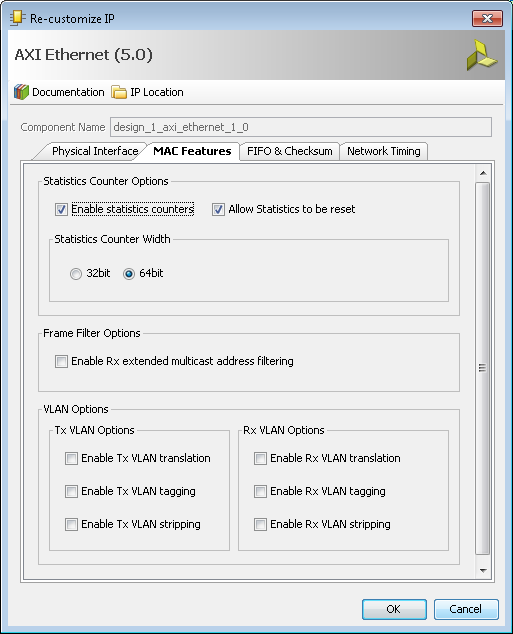 Re-customize IP
AXI Ethernet (5.0)
Documentation IP Location
Component Name design_1_axi_ethernet_1_0
Physical Interface MAC Features FIFO & Checksum Network Timing
Statistics Counter Options
Enable statistics counters Allow Statistics to be reset
Statistics Counter Width
32bit 64bit
Frame Filter Options
Enable Rx extended multicast address filtering
VLAN Options
Tx VLAN Options Rx VLAN Options
Enable Tx VLAN translation Enable Rx VLAN translation
Enable Tx VLAN tagging Enable Rx VLAN tagging
Enable Tx VLAN stripping Enable Rx VLAN stripping
OK Cancel